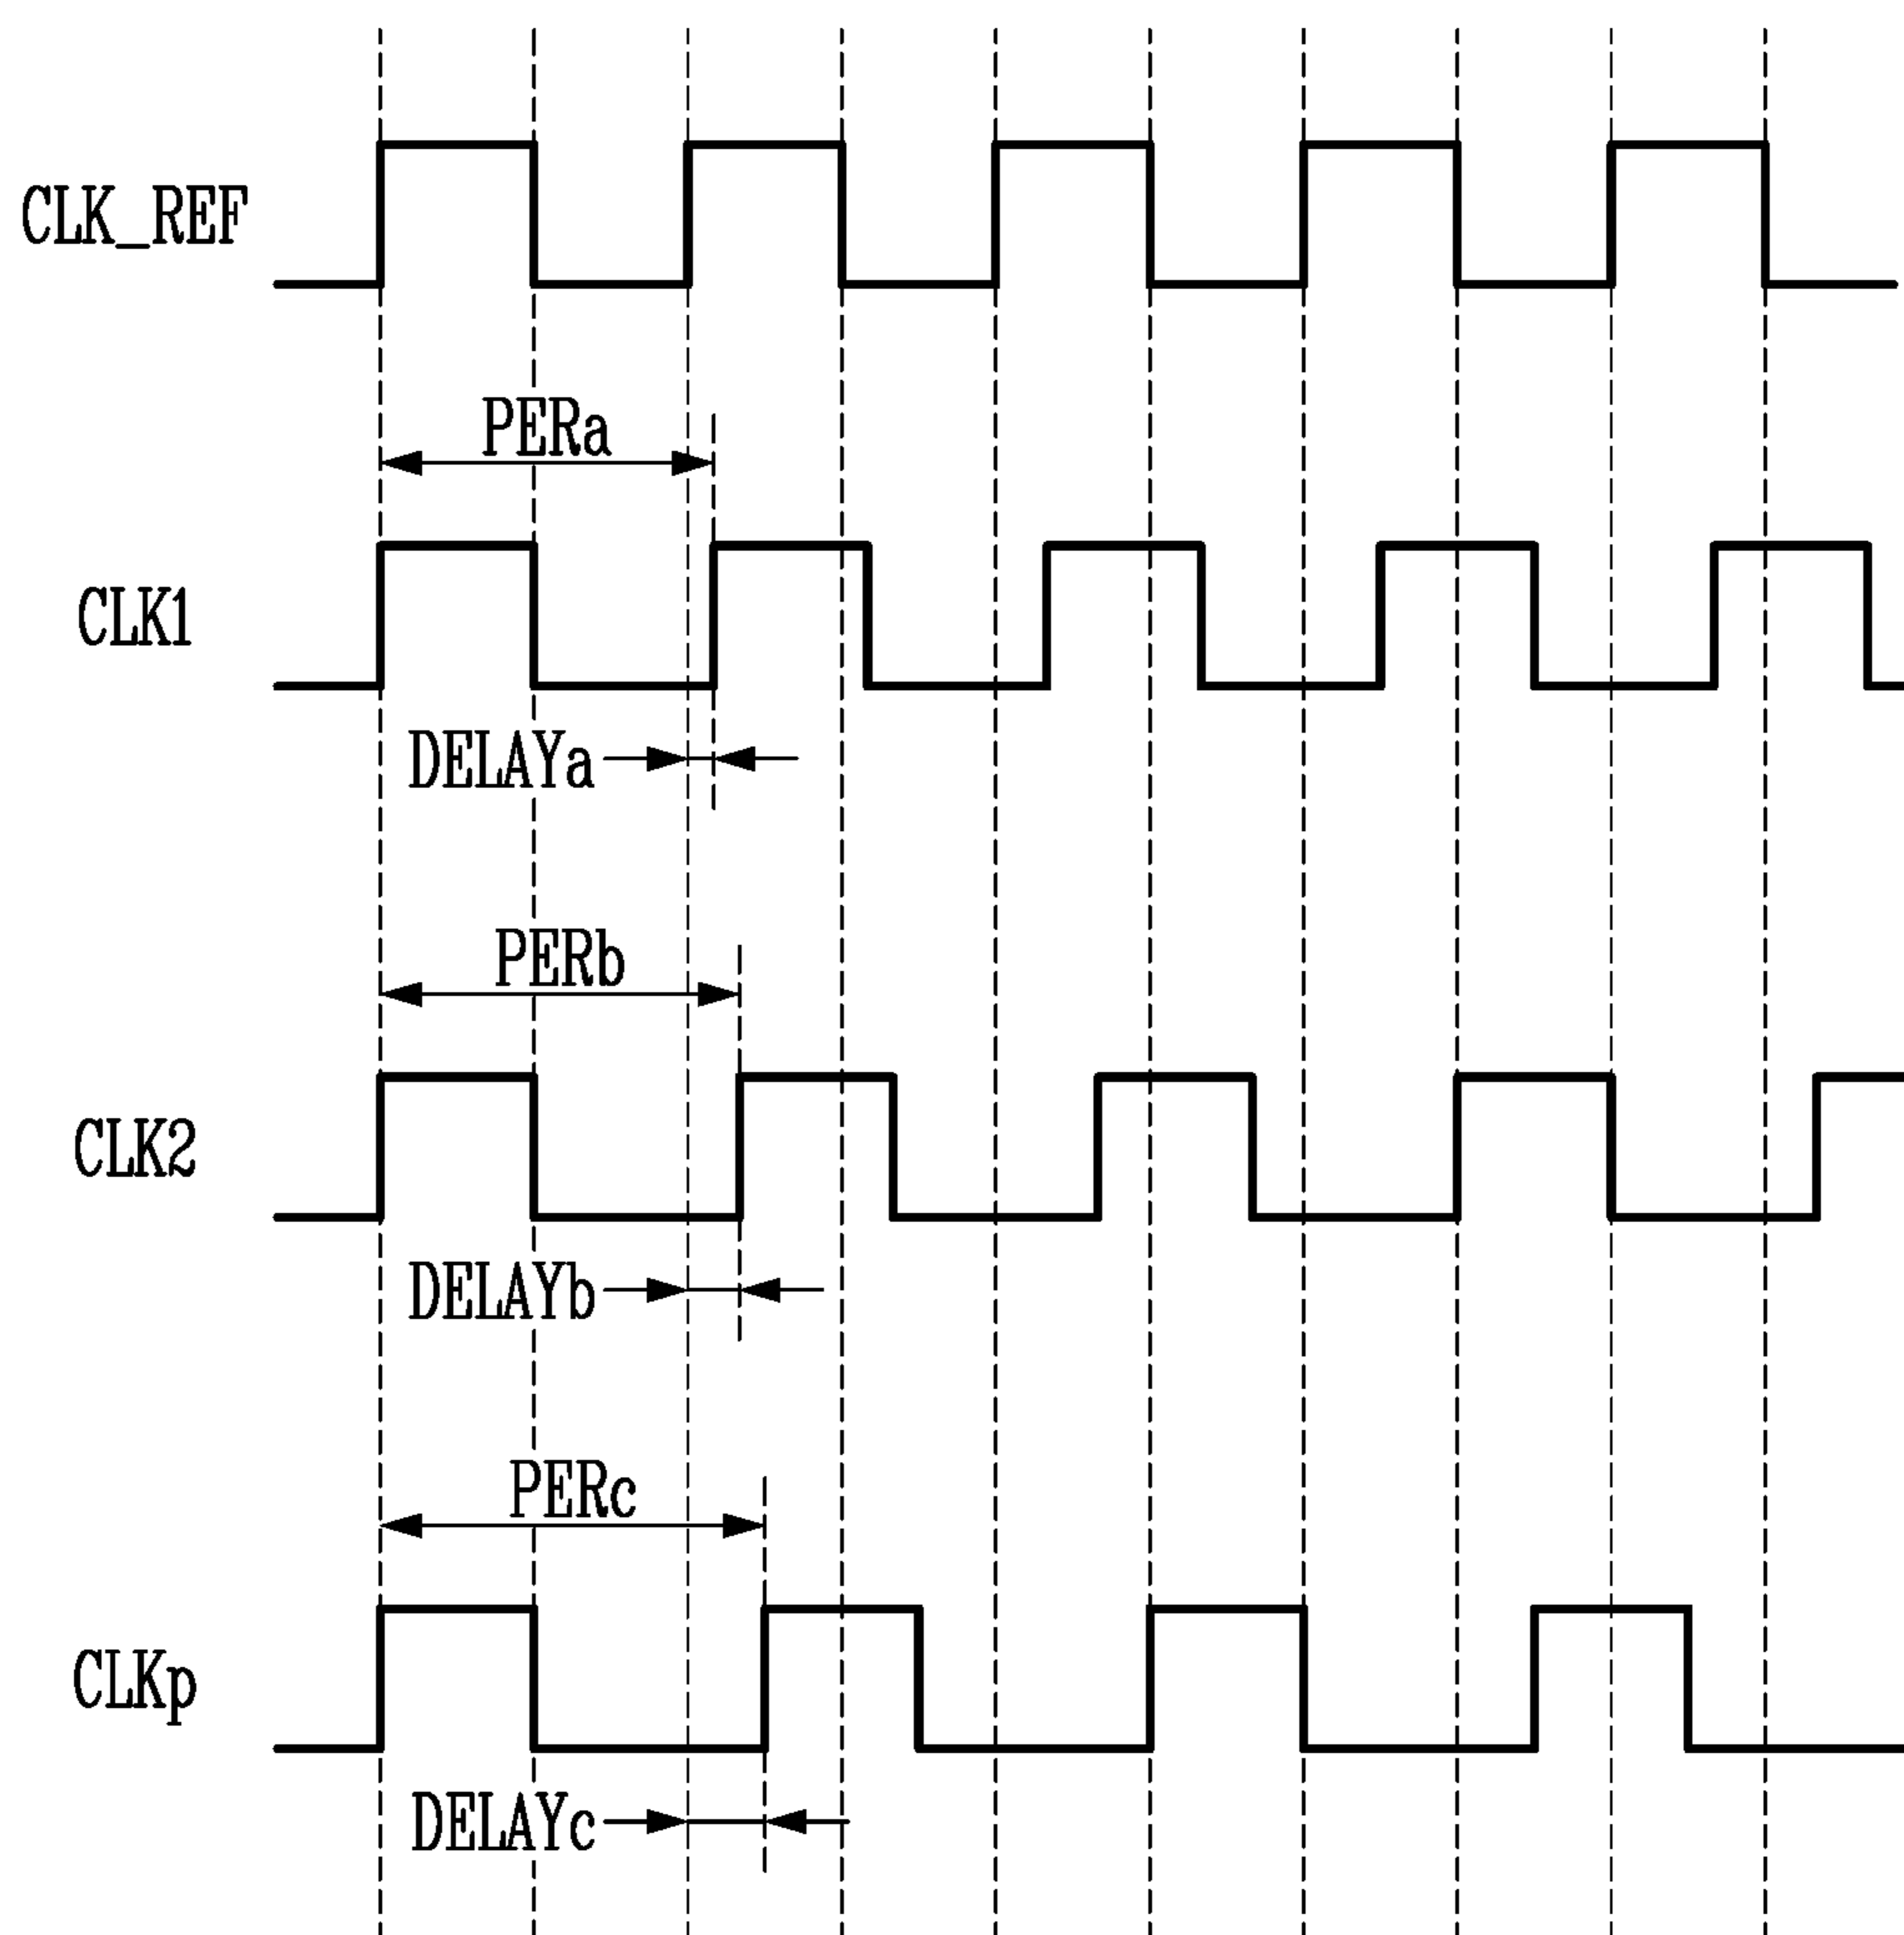 CLK_REF
PERa
CLK1
DELAYa
PERb
CLK2
DELAYb
PERc
CLKp
DELAYc